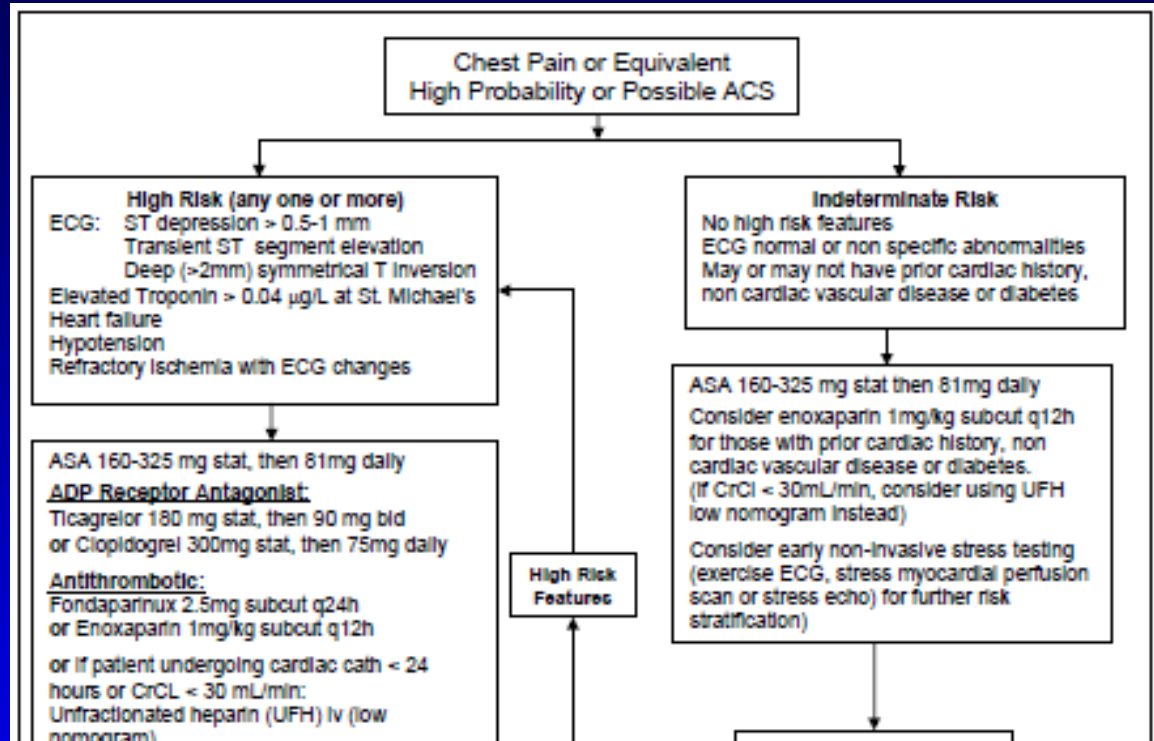 Chest Pain or Equivalent
High Probability or Possible ACS
High Risk (any one or more)
ECG: ST depression > 0.5-1 mm
Transient ST segment elevation
Deep (>2mm) symmetrical T inversion
Elevated Troponin > 0.04 µg/L at St. Michael's
Heart failure
Hypotension
Refractory ischemia with ECG changes
Indeterminate Risk
No high risk features
ECG normal or non specific abnormalities
May or may not have prior cardiac history,
non cardiac vascular disease or diabetes
ASA 160-325 mg stat, then 81mg daily
ADP Receptor Antagonist:
Ticagrelor 180 mg stat, then 90 mg bid
or Clopidogrel 300mg stat, then 75mg daily
Antithrombotic:
Fondaparinux 2.5mg subcut q24h
or Enoxaparin 1mg/kg subcut q12h
or if patient undergoing cardiac cath < 24
hours or CrCL < 30 mL/min:
Unfractionated heparin (UFH) iv (low
nomogram)
High Risk
Features
ASA 160-325 mg stat then 81mg daily
Consider enoxaparin 1mg/kg subcut q12h
for those with prior cardiac history, non
cardiac vascular disease or diabetes.
(if CrCl < 30mL/min, consider using UFH
low nomogram instead)
Consider early non-invasive stress testing
(exercise ECG, stress myocardial perfusion
scan or stress echo) for further risk
stratification)